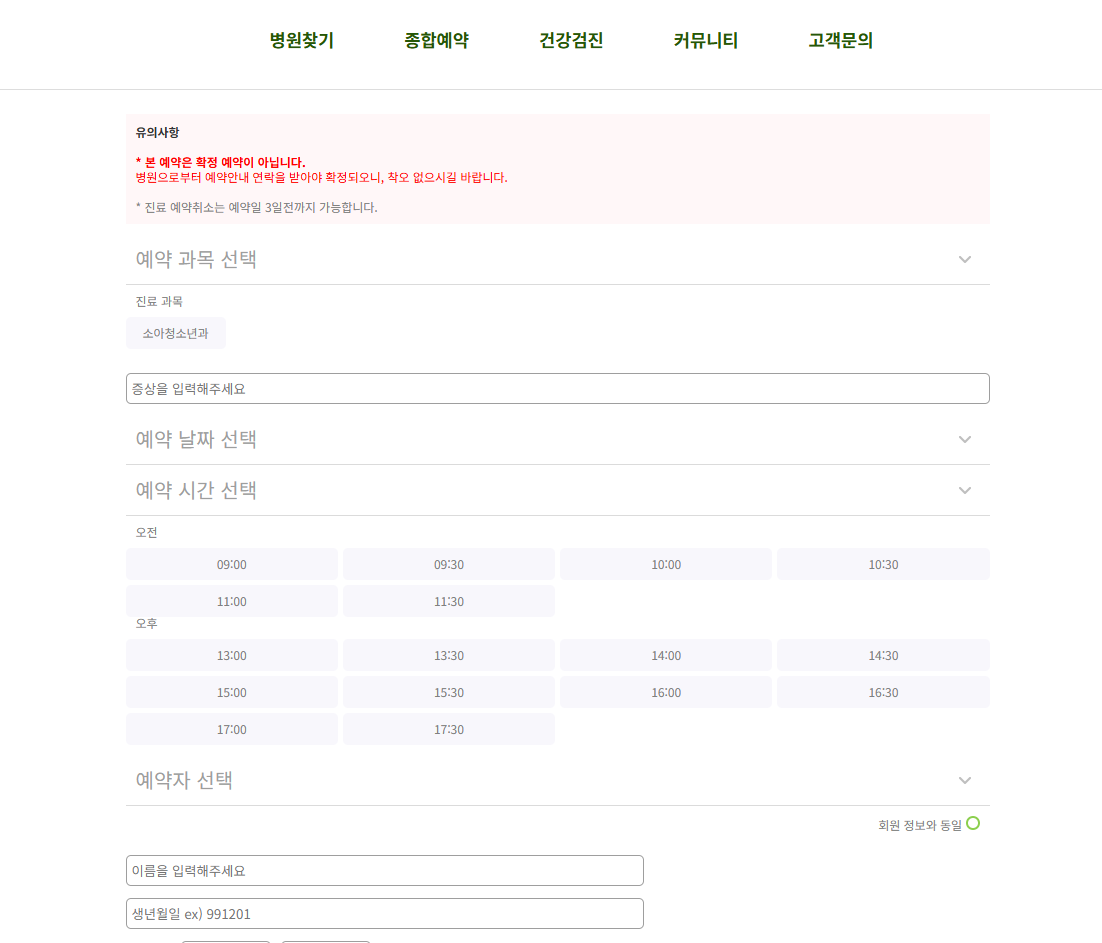 병원찾기 종합예약 건강검진 커뮤니티 고객문의
유의사항
* 본 예약은 확정 예약이 아닙니다.
병원으로부터 예약안내 연락을 받아야 확정되오니, 착오 없으시길 바랍니다.
* 진료 예약취소는 예약일 3일전까지 가능합니다.
예약 과목 선택
진료 과목
소아청소년과
증상을 입력해주세요
예약 날짜 선택
예약 시간 선택
오전
09:00 09:30 10:00 10:30
11:00 11:30
오후
13:00 13:30 14:00 14:30
15:00 15:30 16:00 16:30
17:00 17:30
예약자 선택
회원 정보와 동일
이름을 입력해주세요
생년월일 ex) 991201